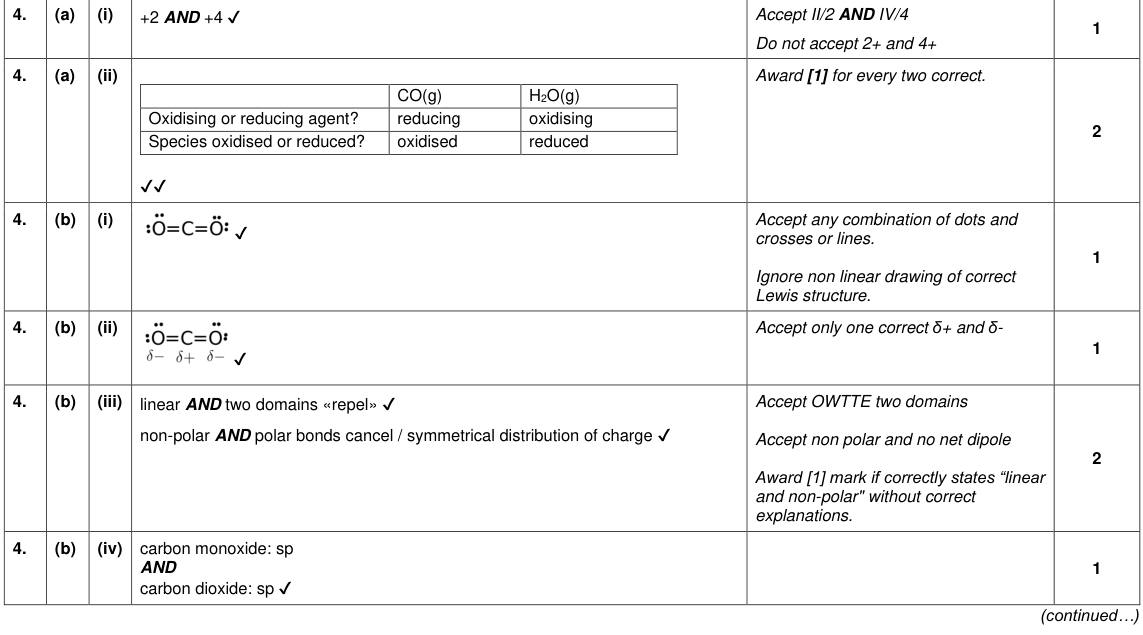 4. (a) (i) +2 AND +4 ✓ Accept II/2 AND IV/4 1
Do not accept 2+ and 4+
4. (a) (ii) Award [1] for every two correct. 2
CO(g) H₂O(g)
Oxidising or reducing agent? reducing oxidising
Species oxidised or reduced? oxidised reduced
✓✓
4. (b) (i) :Ö=C=Ö: ✓ Accept any combination of dots and 1
crosses or lines.
Ignore non linear drawing of correct
Lewis structure.
4. (b) (ii) :Ö=C=Ö: Accept only one correct δ+ and δ- 1
δ− δ+ δ− ✓
4. (b) (iii) linear AND two domains «repel» ✓ Accept OWTTE two domains 2
non-polar AND polar bonds cancel / symmetrical distribution of charge ✓ Accept non polar and no net dipole
Award [1] mark if correctly states “linear
and non-polar" without correct
explanations.
4. (b) (iv) carbon monoxide: sp 1
AND
carbon dioxide: sp ✓
(continued…)